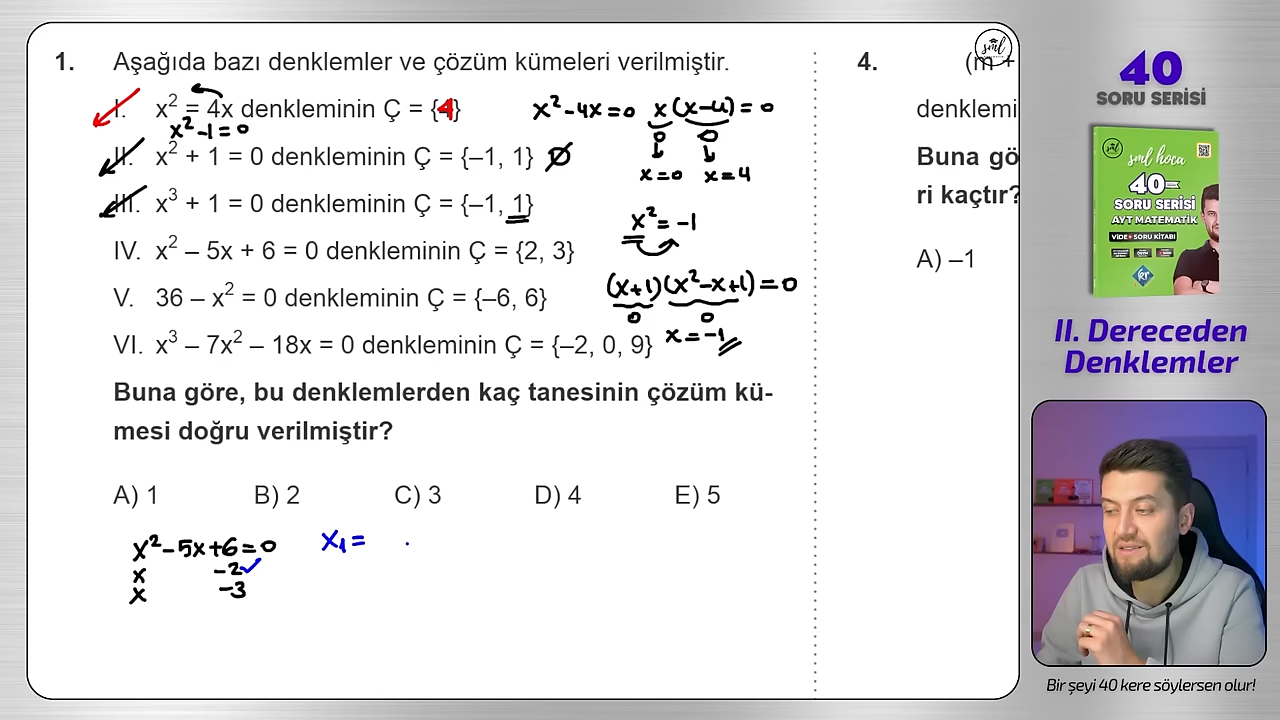 1. Aşağıda bazı denklemler ve çözüm kümeleri verilmiştir.
I. x² = 4x denkleminin Ç = {4}
x² – 4x = 0 x(x – 4) = 0
0 0
x = 0 x = 4
x² – 1 = 0
II. x² + 1 = 0 denkleminin Ç = {–1, 1} ∅
x² = –1
III. x³ + 1 = 0 denkleminin Ç = {–1, 1}
(x+1)(x²–x+1) = 0
0 0
x = –1
IV. x² – 5x + 6 = 0 denkleminin Ç = {2, 3}
V. 36 – x² = 0 denkleminin Ç = {–6, 6}
VI. x³ – 7x² – 18x = 0 denkleminin Ç = {–2, 0, 9}
Buna göre, bu denklemlerden kaç tanesinin çözüm kü-
mesi doğru verilmiştir?
A) 1 B) 2 C) 3 D) 4 E) 5
x² – 5x + 6 = 0 x₁ =
x –2
x –3
sml
4. (m +
denklemi
Buna gö
ri kaçtır?
A) –1
40
SORU SERİSİ
sml hoca
40
SORU SERİSİ
AYT MATEMATİK
VİDEO SORU KİTABI
II. Dereceden
Denklemler
Bir şeyi 40 kere söylersen olur!